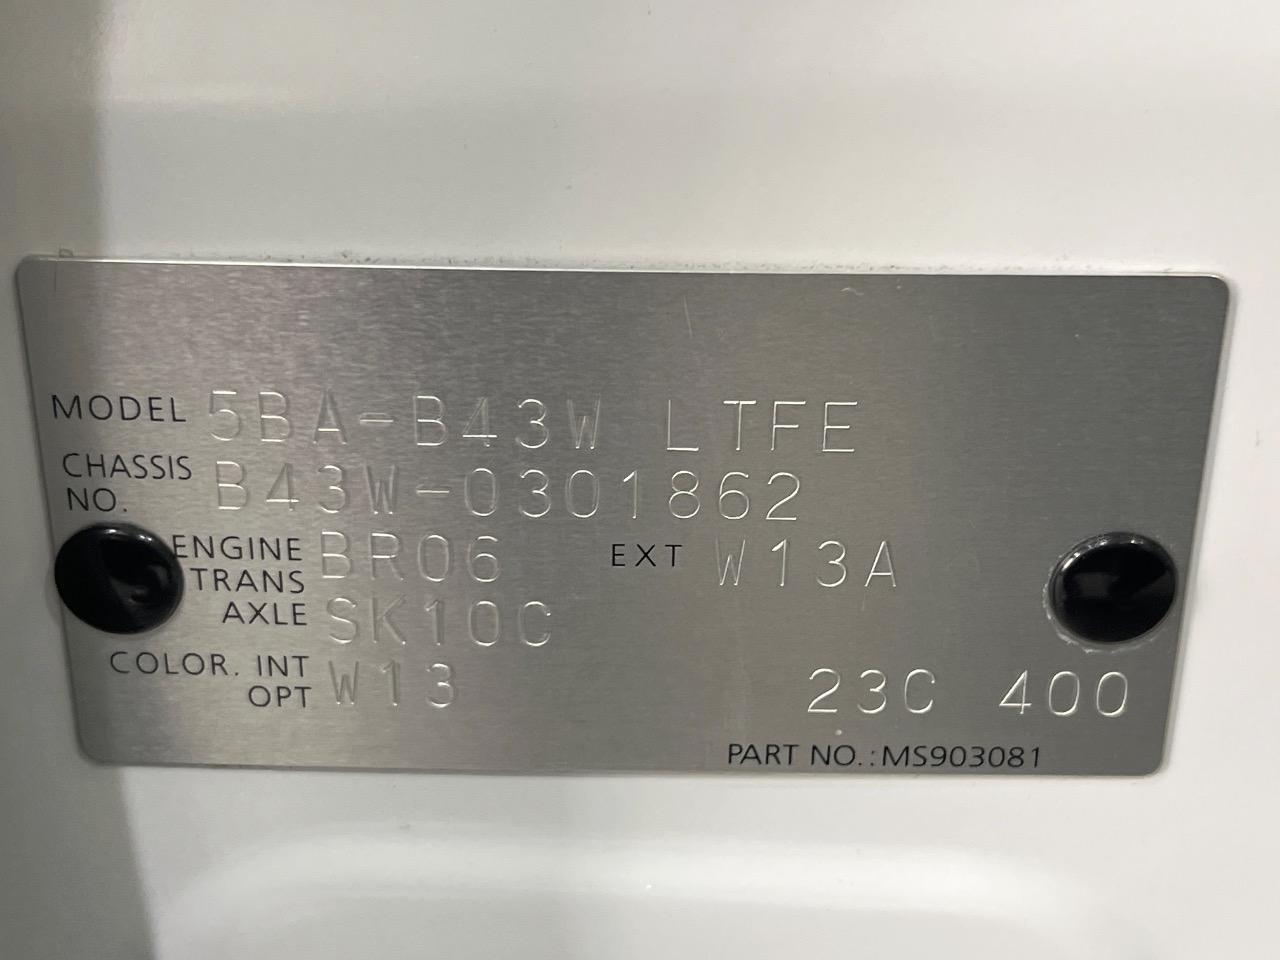 MODEL 5BA-B43W LTFE
CHASSIS NO. B43W-0301862
ENGINE BR06 EXT W13A
TRANS
AXLE SK10C
COLOR. INT W13
OPT 23C 400
PART NO.:MS903081